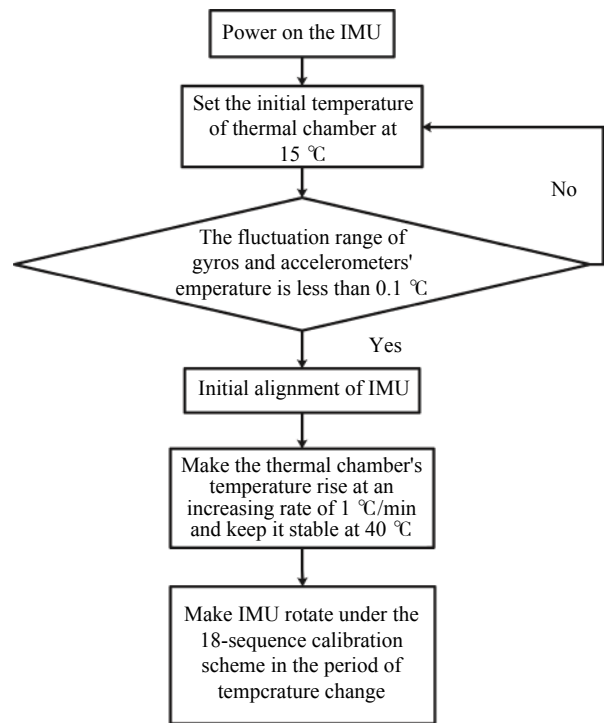 Power on the IMU
Set the initial temperature
of thermal chamber at
15 ℃
No
The fluctuation range of
gyros and accelerometers'
emperature is less than 0.1 ℃
Yes
Initial alignment of IMU
Make the thermal chamber's
temperature rise at an
increasing rate of 1 ℃/min
and keep it stable at 40 ℃
Make IMU rotate under the
18-sequence calibration
scheme in the period of
tempcrature change